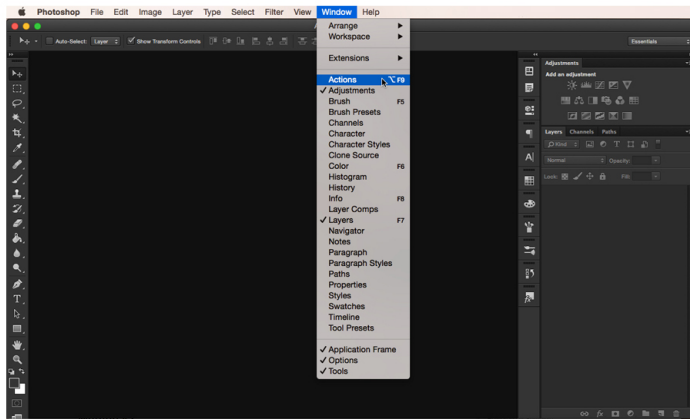 Photoshop File Edit Image Layer Type Select Filter View Window Help
Auto-Select: Layer Show Transform Controls
Essentials
Arrange
Workspace
Extensions
Actions ⌥F9
✓ Adjustments
Brush F5
Brush Presets
Channels
Character
Character Styles
Clone Source
Color F6
Histogram
History
Info F8
Layer Comps
✓ Layers F7
Navigator
Notes
Paragraph
Paragraph Styles
Paths
Properties
Styles
Swatches
Timeline
Tool Presets
✓ Application Frame
✓ Options
✓ Tools
Adjustments
Add an adjustment
Layers Channels Paths
Kind
Normal Opacity:
Lock: Fill: